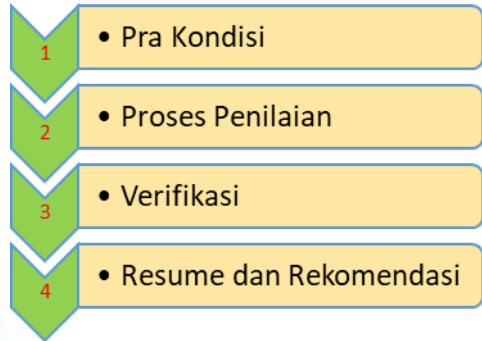 1
• Pra Kondisi
2
• Proses Penilaian
3
• Verifikasi
4
• Resume dan Rekomendasi